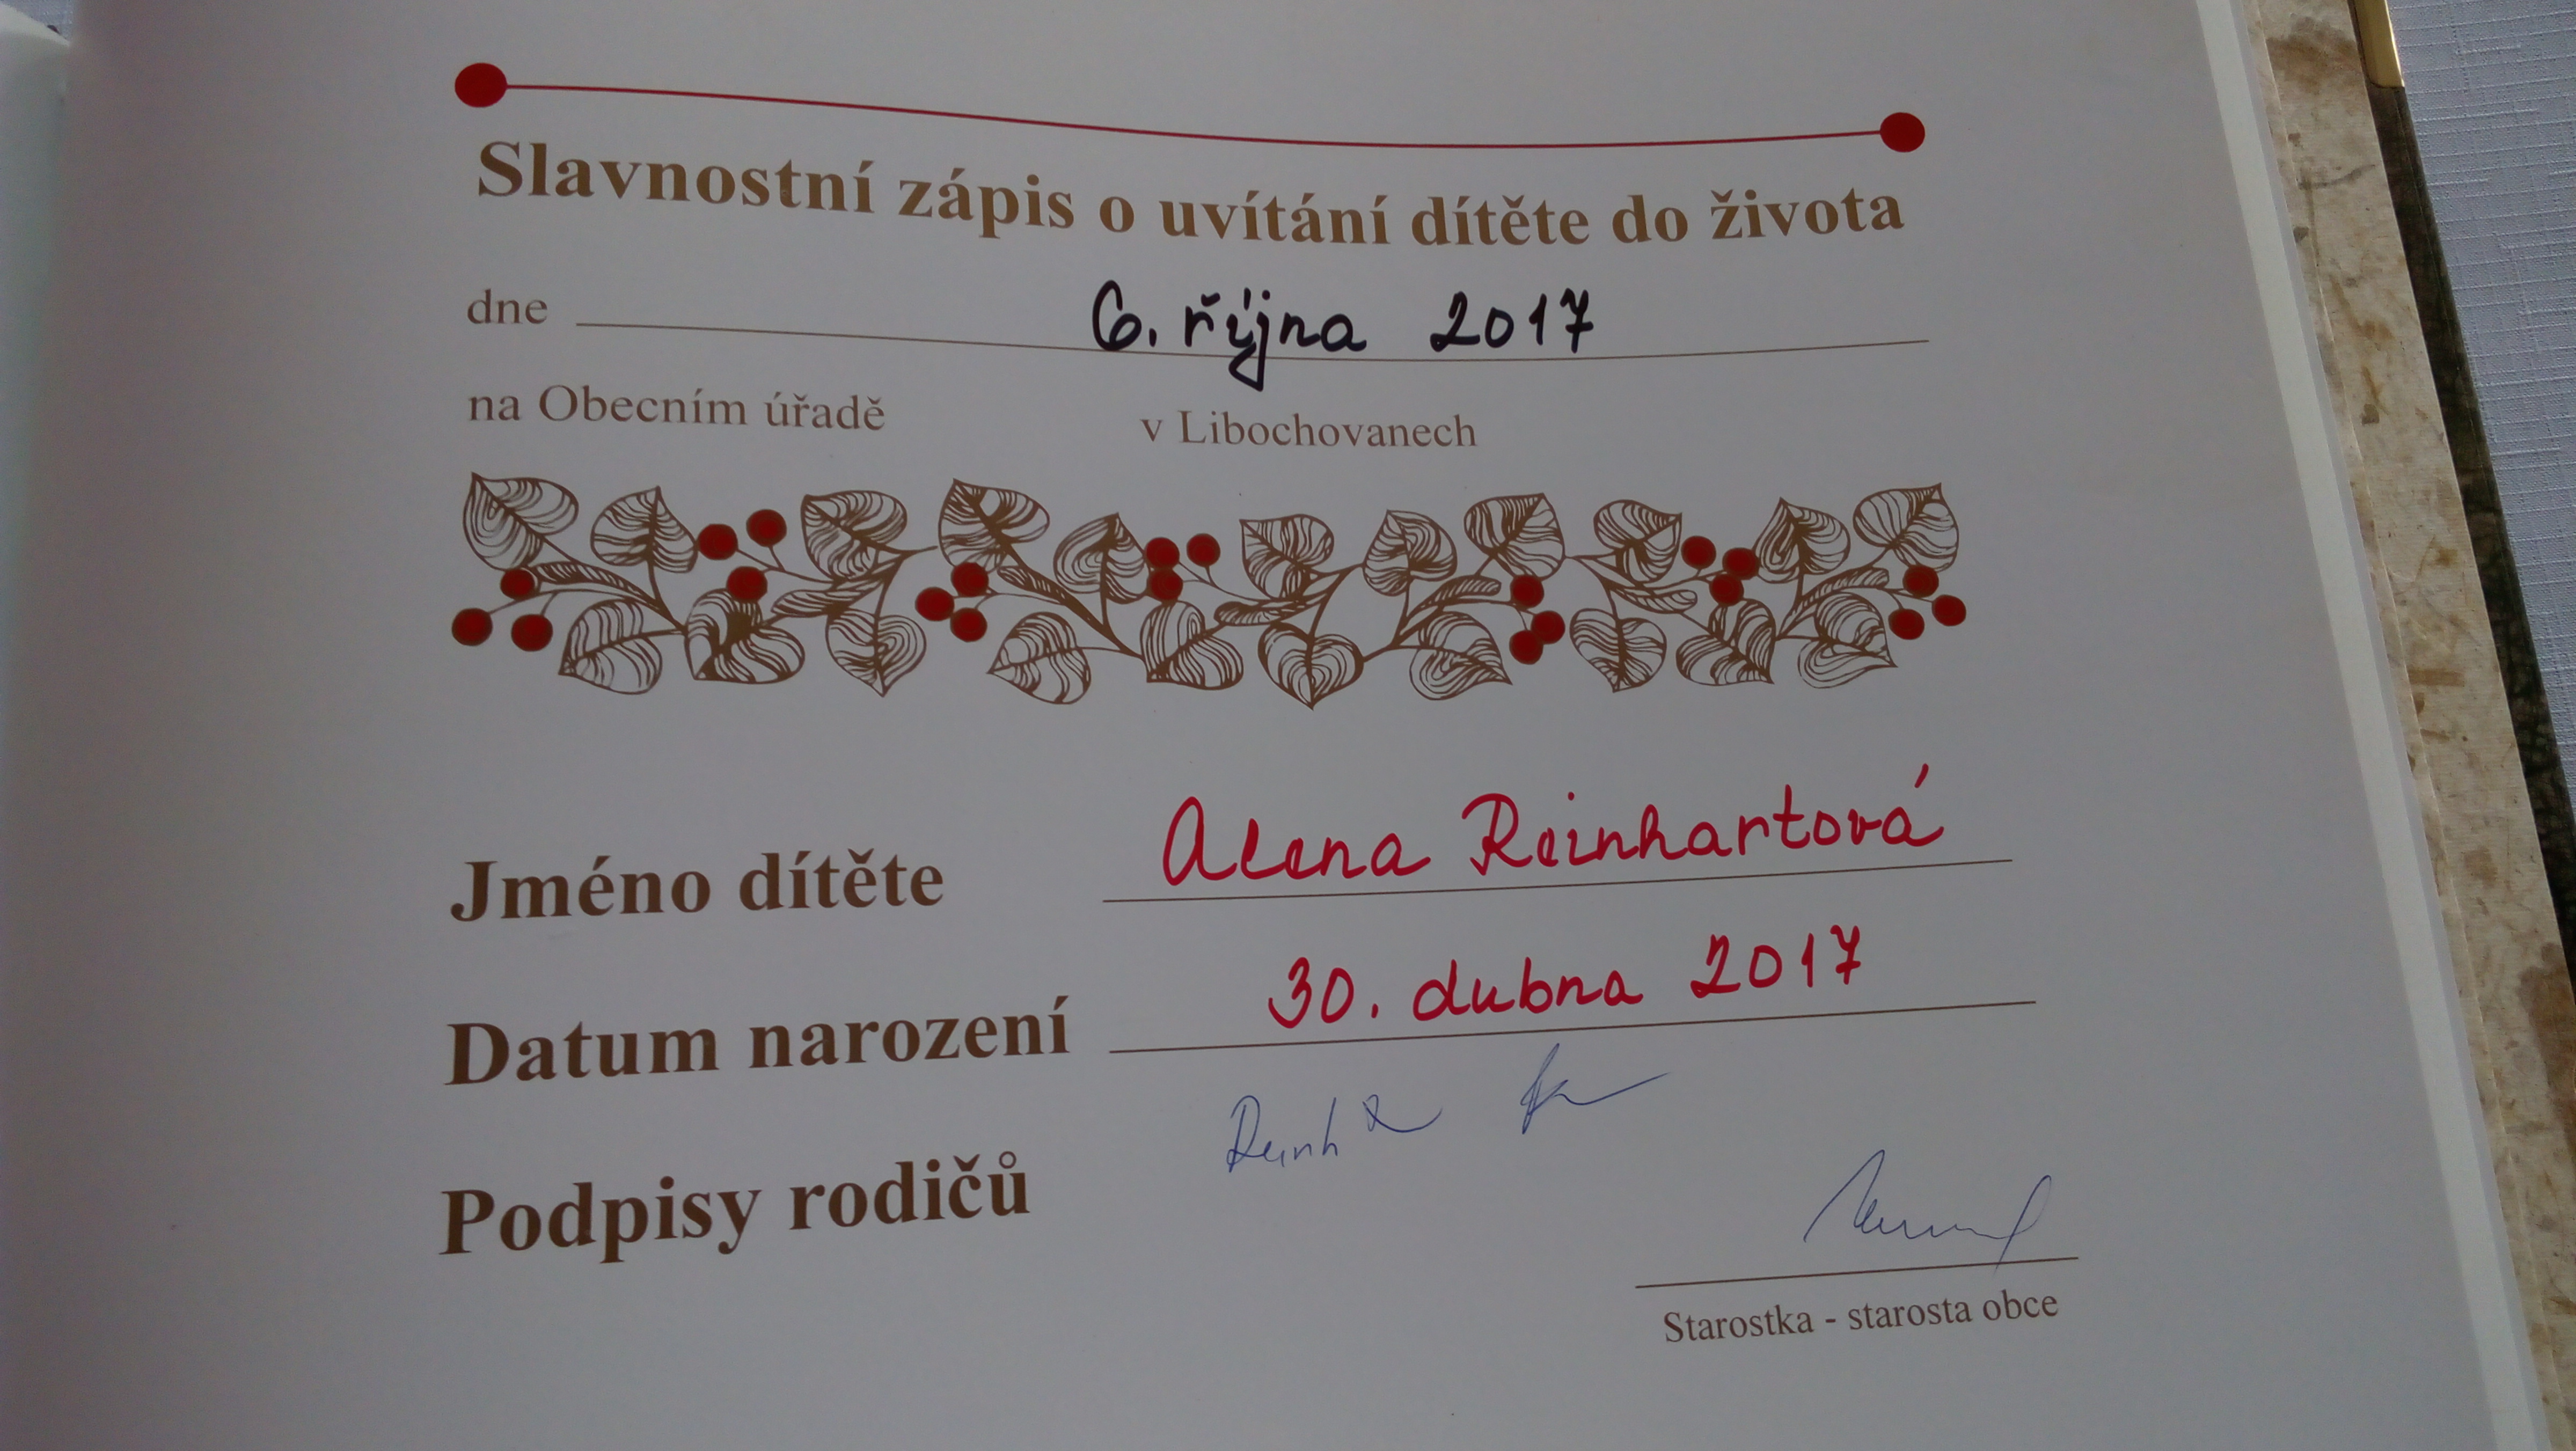 Slavnostní zápis o uvítání dítěte do života
dne 6. října 2017
na Obecním úřadě v Libochovanech
Jméno dítěte Alena Reinhartová
Datum narození 30. dubna 2017
Podpisy rodičů
Starostka - starosta obce